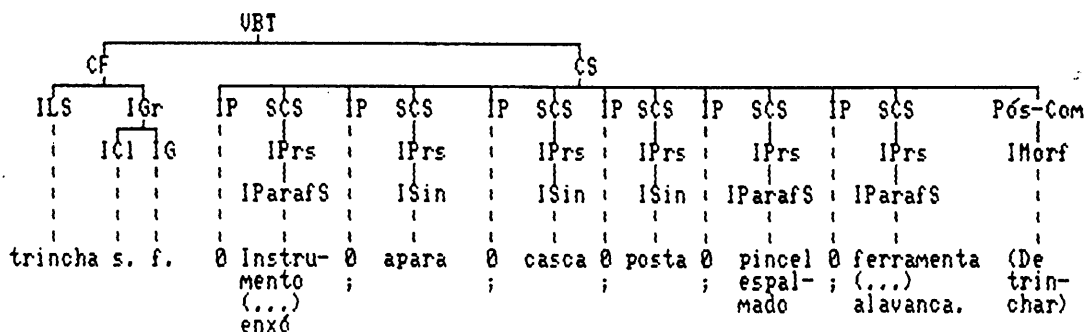 VBT
CF CS
ILS IGr IP SCS IP SCS IP SCS IP SCS IP SCS IP SCS Pós-Com
ICl IG IPrs IPrs IPrs IPrs IPrs IPrs IMorf
IParafS ISin ISin ISin IParafS IParafS
trincha s. f. 0 Instru- 0 apara 0 casca 0 posta 0 pincel 0 ferramenta (De
mento ; ; ; ; espal- ; (...) trin-
(...) mado alavanca. char)
enxó